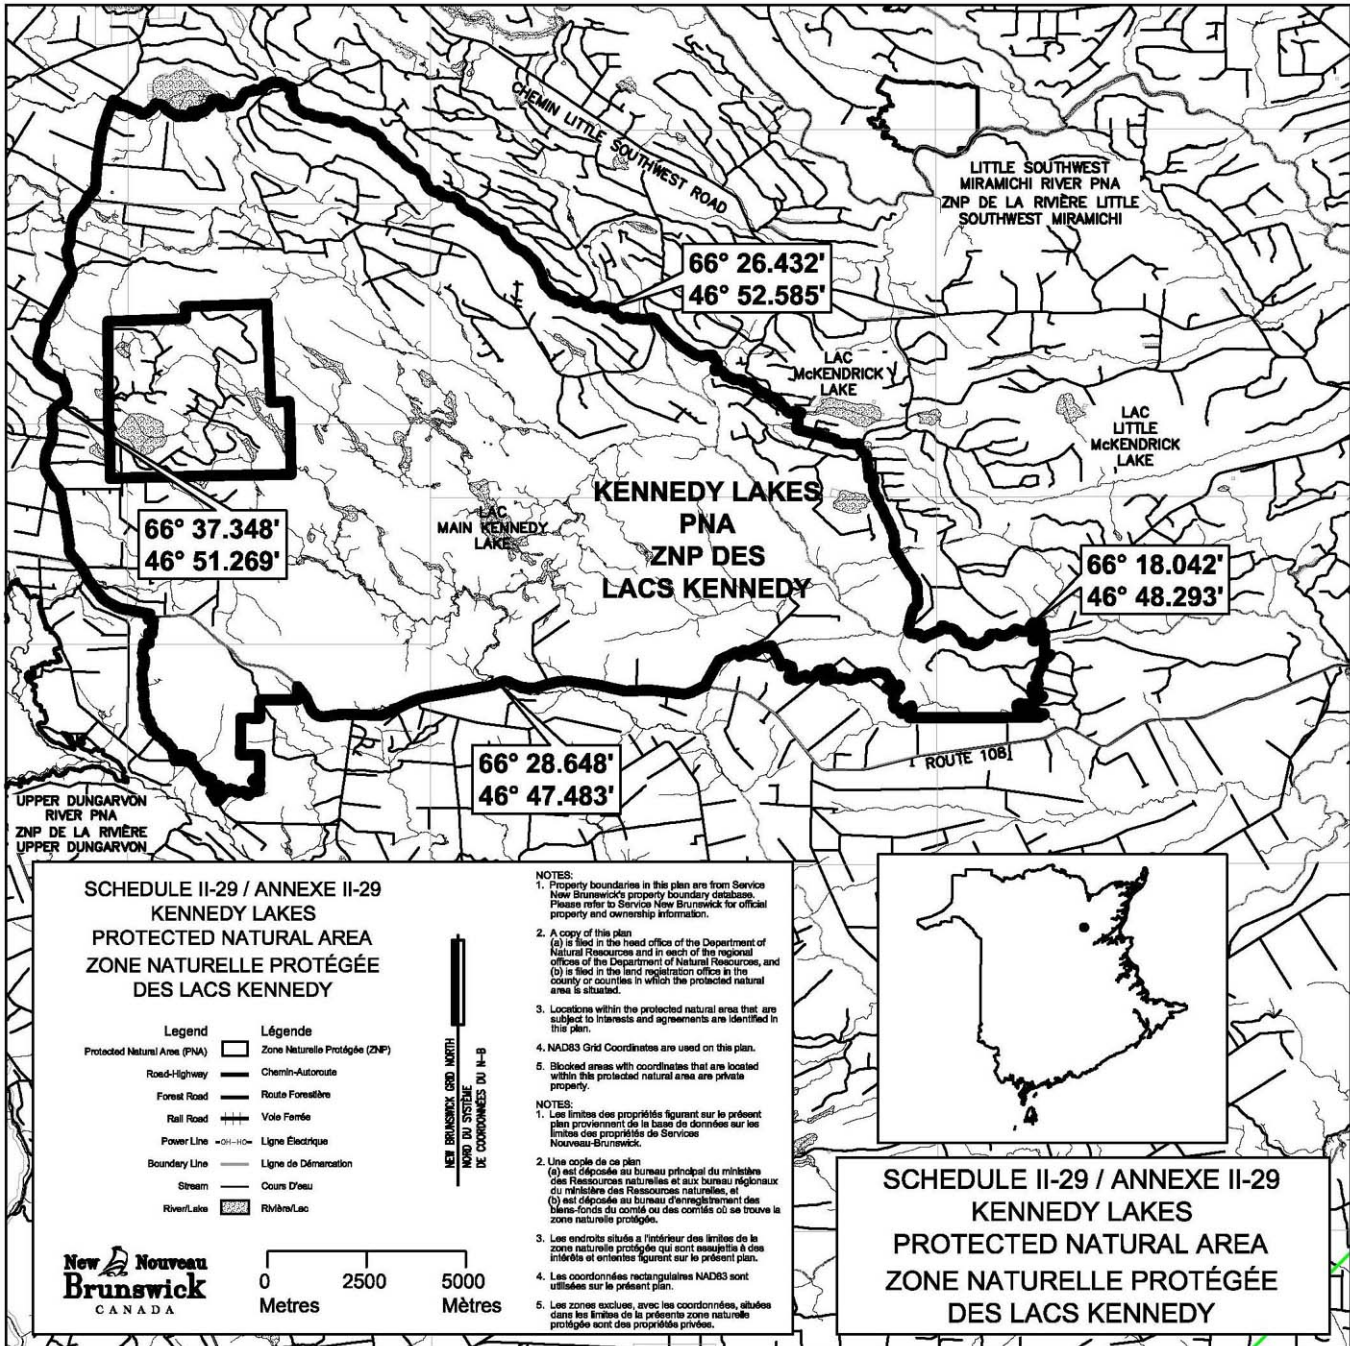 CHEMIN LITTLE SOUTHWEST ROAD
LITTLE SOUTHWEST
MIRAMICHI RIVER PNA
ZNP DE LA RIVIÈRE LITTLE
SOUTHWEST MIRAMICHI
66° 26.432'
46° 52.585'
LAC
McKENDRICK
LAKE
LAC
LITTLE
McKENDRICK
LAKE
KENNEDY LAKES
PNA
ZNP DES
LACS KENNEDY
LAC
MAIN KENNEDY
LAKE
66° 37.348'
46° 51.269'
66° 18.042'
46° 48.293'
66° 28.648'
46° 47.483'
ROUTE 108
UPPER DUNGARVON
RIVER PNA
ZNP DE LA RIVIÈRE
UPPER DUNGARVON
SCHEDULE II-29 / ANNEXE II-29
KENNEDY LAKES
PROTECTED NATURAL AREA
ZONE NATURELLE PROTÉGÉE
DES LACS KENNEDY
Legend Légende
Protected Natural Area (PNA) Zone Naturelle Protégée (ZNP)
Road-Highway Chemin-Autoroute
Forest Road Route Forestière
Rail Road Voie Ferrée
Power Line -OH-HO- Ligne Électrique
Boundary Line Ligne de Démarcation
Stream Cours D'eau
River/Lake Rivière/Lac
NEW BRUNSWICK GRID NORTH
NORD DU SYSTÈME
DE COORDONNÉES DU N-B
New Nouveau
Brunswick
CANADA
0 2500 5000
Metres Mètres
NOTES:
1. Property boundaries in this plan are from Service
New Brunswick's property boundary database.
Please refer to Service New Brunswick for official
property and ownership information.
2. A copy of this plan
(a) is filed in the head office of the Department of
Natural Resources and in each of the regional
offices of the Department of Natural Resources, and
(b) is filed in the land registration office in the
county or counties in which the protected natural
area is situated.
3. Locations within the protected natural area that are
subject to interests and agreements are identified in
this plan.
4. NAD83 Grid Coordinates are used on this plan.
5. Blocked areas with coordinates that are located
within this protected natural area are private
property.
NOTES:
1. Les limites des propriétés figurant sur le présent
plan proviennent de la base de données sur les
limites des propriétés de Services
Nouveau-Brunswick.
2. Une copie de ce plan
(a) est déposée au bureau principal du ministère
des Ressources naturelles et aux bureau régionaux
du ministère des Ressources naturelles, et
(b) est déposée au bureau d'enregistrement des
biens-fonds du comté ou des comtés où se trouve la
zone naturelle protégée.
3. Les endroits situés a l'intérieur des limites de la
zone naturelle protégée qui sont assujettis à des
intérêts et ententes figurent sur le présent plan.
4. Les coordonnées rectangulaires NAD83 sont
utilisées sur le présent plan.
5. Les zones exclues, avec les coordonnées, situées
dans les limites de la présente zone naturelle
protégée sont des propriétés privées.
SCHEDULE II-29 / ANNEXE II-29
KENNEDY LAKES
PROTECTED NATURAL AREA
ZONE NATURELLE PROTÉGÉE
DES LACS KENNEDY